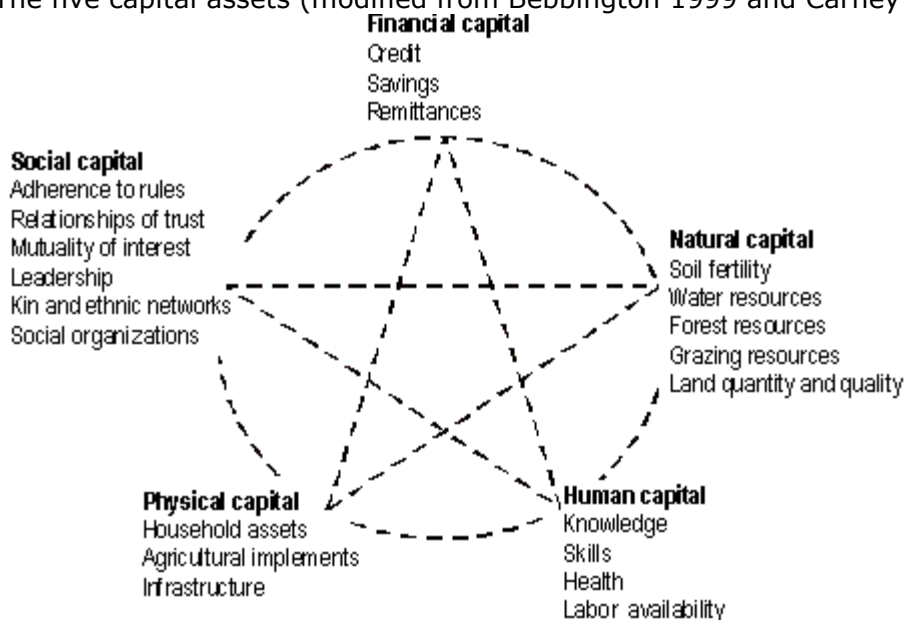 The five capital assets (modified from Bebbington 1999 and Carney
Financial capital
Credit
Savings
Remittances
Social capital
Adherence to rules
Relationships of trust
Mutuality of interest
Leadership
Kin and ethnic networks
Social organizations
Natural capital
Soil fertility
Water resources
Forest resources
Grazing resources
Land quantity and quality
Physical capital
Household assets
Agricultural implements
Infrastructure
Human capital
Knowledge
Skills
Health
Labor availability